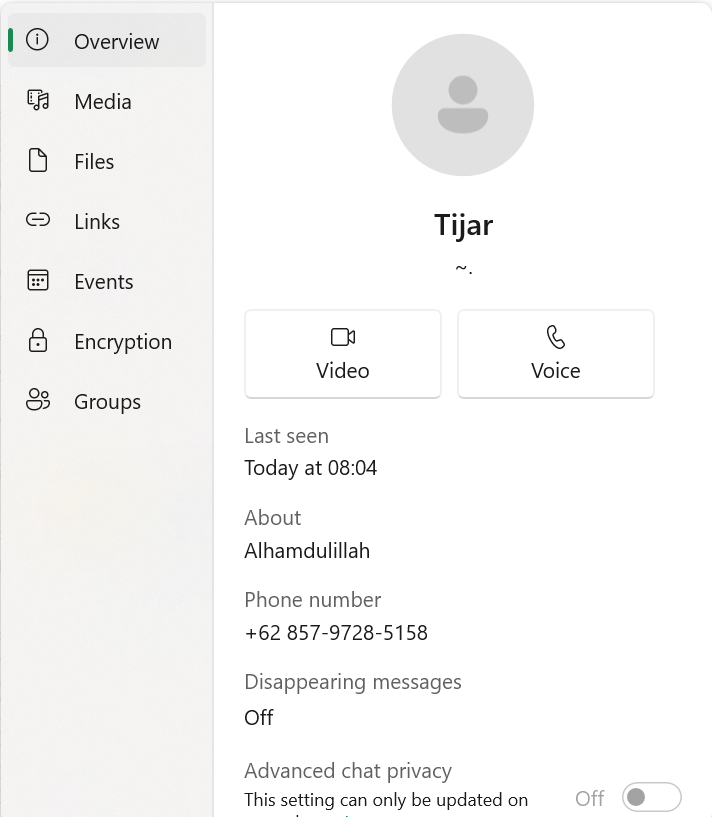 Overview
Media
Files
Links
Events
Encryption
Groups
Tijar
~.
Video
Voice
Last seen
Today at 08:04
About
Alhamdulillah
Phone number
+62 857-9728-5158
Disappearing messages
Off
Advanced chat privacy
This setting can only be updated on
Off